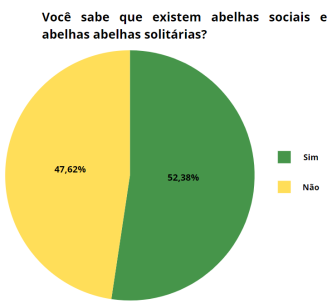 Você sabe que existem abelhas sociais e
abelhas abelhas solitárias?
47,62%
52,38%
Sim
Não